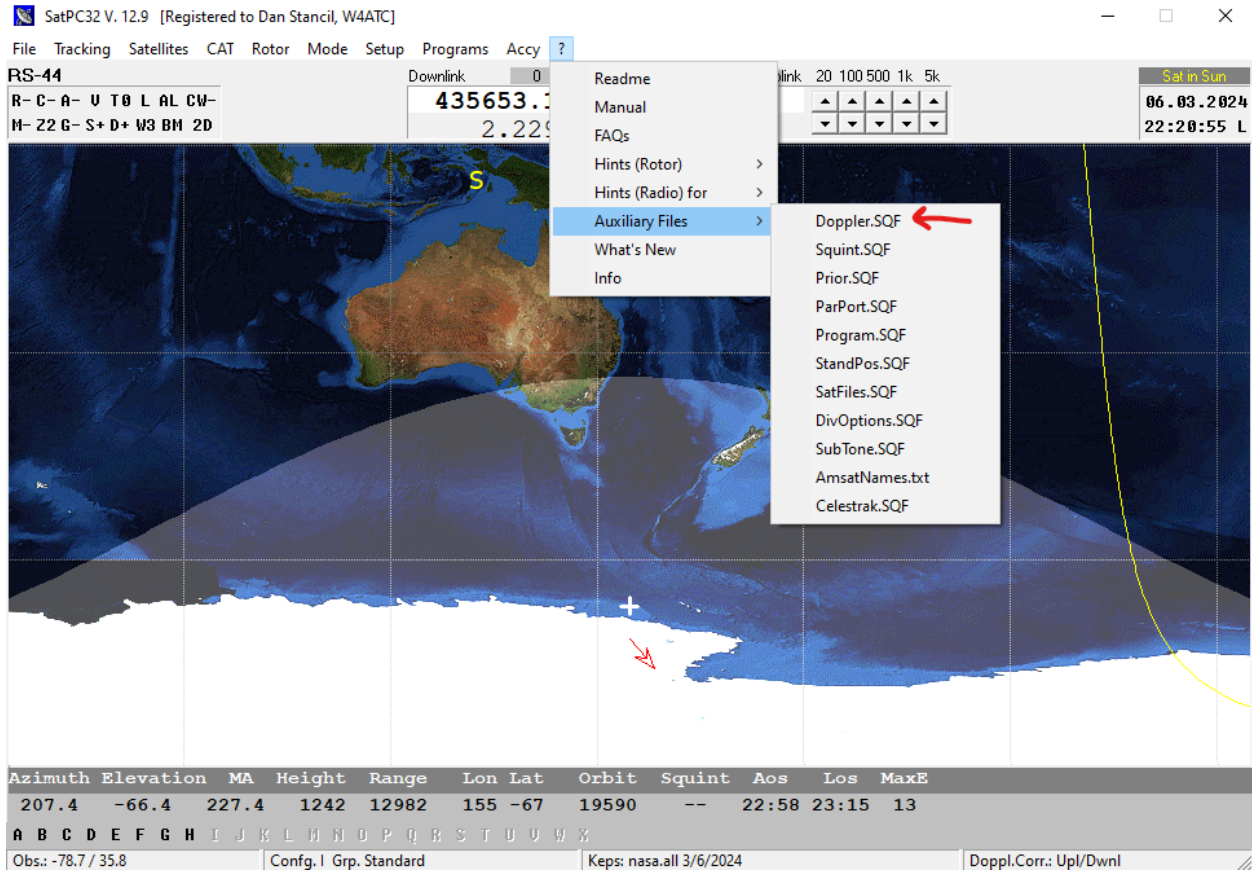 SatPC32 V. 12.9 [Registered to Dan Stancil, W4ATC]
File Tracking Satellites CAT Rotor Mode Setup Programs Accy ?
RS-44
R- C- A- V T0 L AL CW-
M- Z2 G- S+ D+ W3 BM 2D
Downlink 0
435653.1
2.229
link 20 100 500 1k 5k
Sat in Sun
06.03.2024
22:20:55 L
Readme
Manual
FAQs
Hints (Rotor)
Hints (Radio) for
Auxiliary Files
What's New
Info
Doppler.SQF
Squint.SQF
Prior.SQF
ParPort.SQF
Program.SQF
StandPos.SQF
SatFiles.SQF
DivOptions.SQF
SubTone.SQF
AmsatNames.txt
Celestrak.SQF
S
Azimuth Elevation MA Height Range Lon Lat Orbit Squint Aos Los MaxE
207.4 -66.4 227.4 1242 12982 155 -67 19590 -- 22:58 23:15 13
A B C D E F G H I J K L M N O P Q R S T U V W X
Obs.: -78.7 / 35.8 Confg. I Grp. Standard Keps: nasa.all 3/6/2024 Doppl.Corr.: Upl/Dwnl